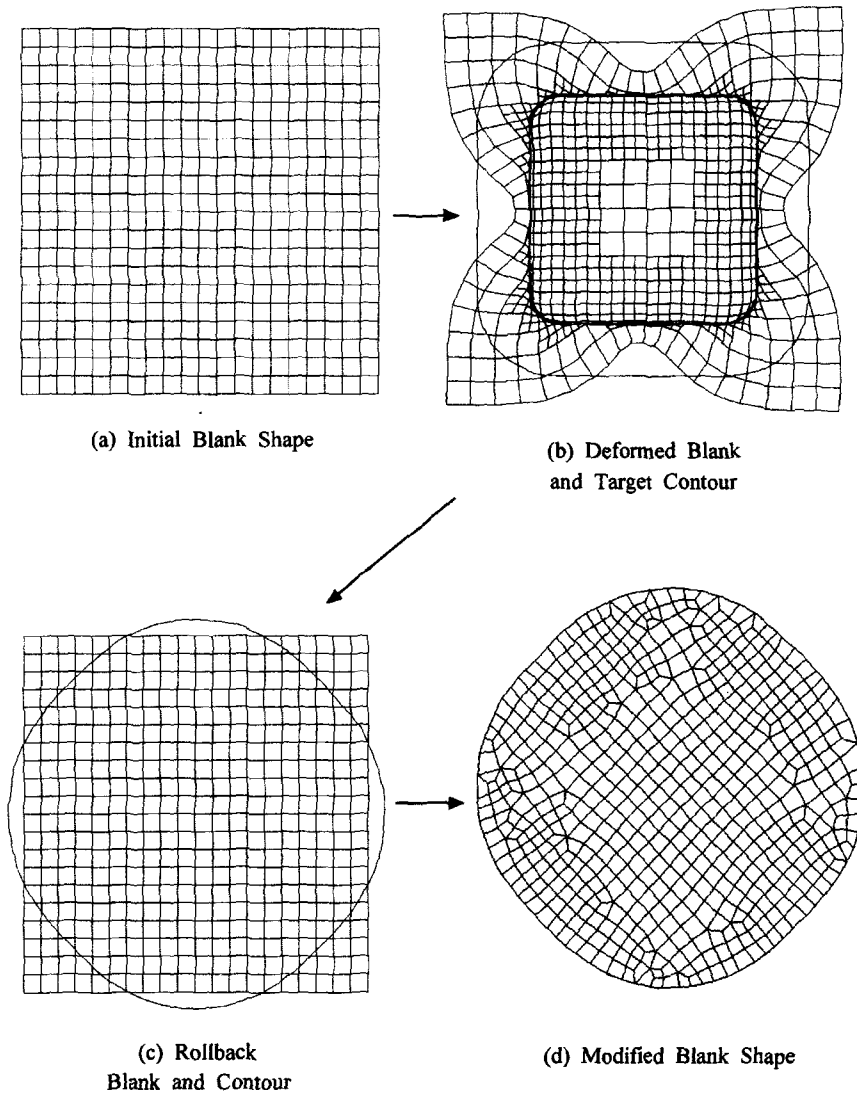 (a) Initial Blank Shape
(b) Deformed Blank
and Target Contour
(c) Rollback
Blank and Contour
(d) Modified Blank Shape